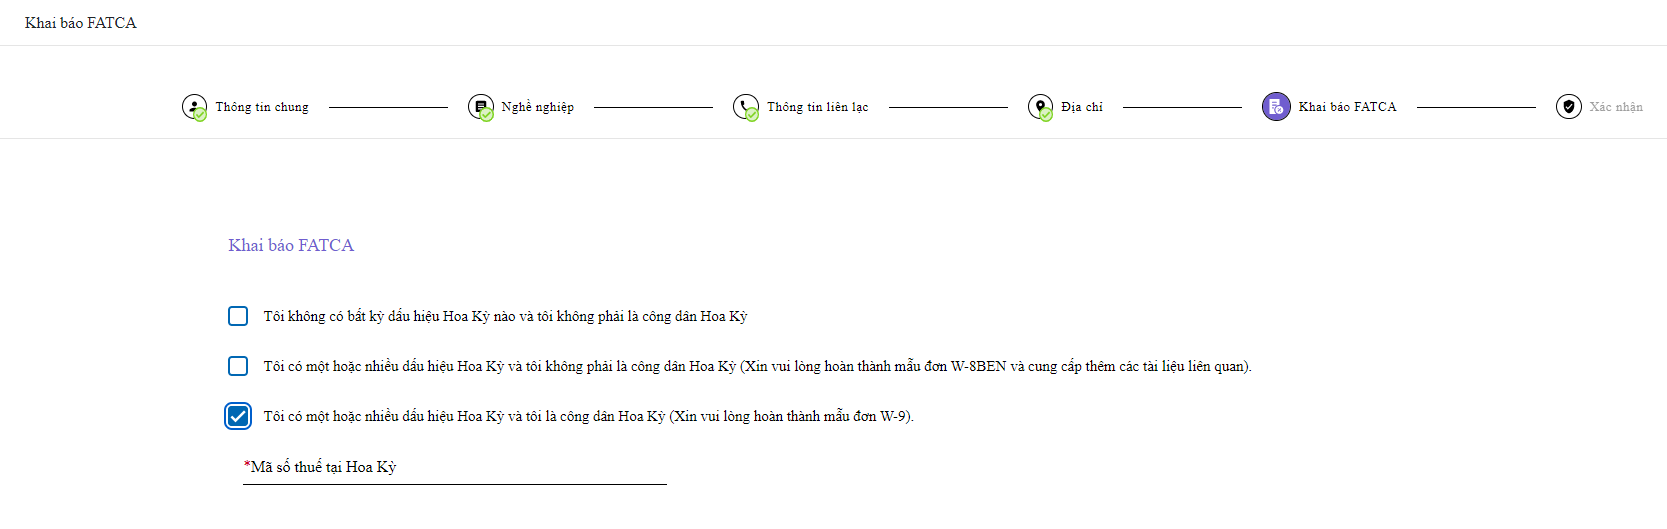 Khai báo FATCA
Thông tin chung Nghề nghiệp Thông tin liên lạc Địa chỉ Khai báo FATCA Xác nhận
Khai báo FATCA
Tôi không có bất kỳ dấu hiệu Hoa Kỳ nào và tôi không phải là công dân Hoa Kỳ
Tôi có một hoặc nhiều dấu hiệu Hoa Kỳ và tôi không phải là công dân Hoa Kỳ (Xin vui lòng hoàn thành mẫu đơn W-8BEN và cung cấp thêm các tài liệu liên quan).
Tôi có một hoặc nhiều dấu hiệu Hoa Kỳ và tôi là công dân Hoa Kỳ (Xin vui lòng hoàn thành mẫu đơn W-9).
*Mã số thuế tại Hoa Kỳ